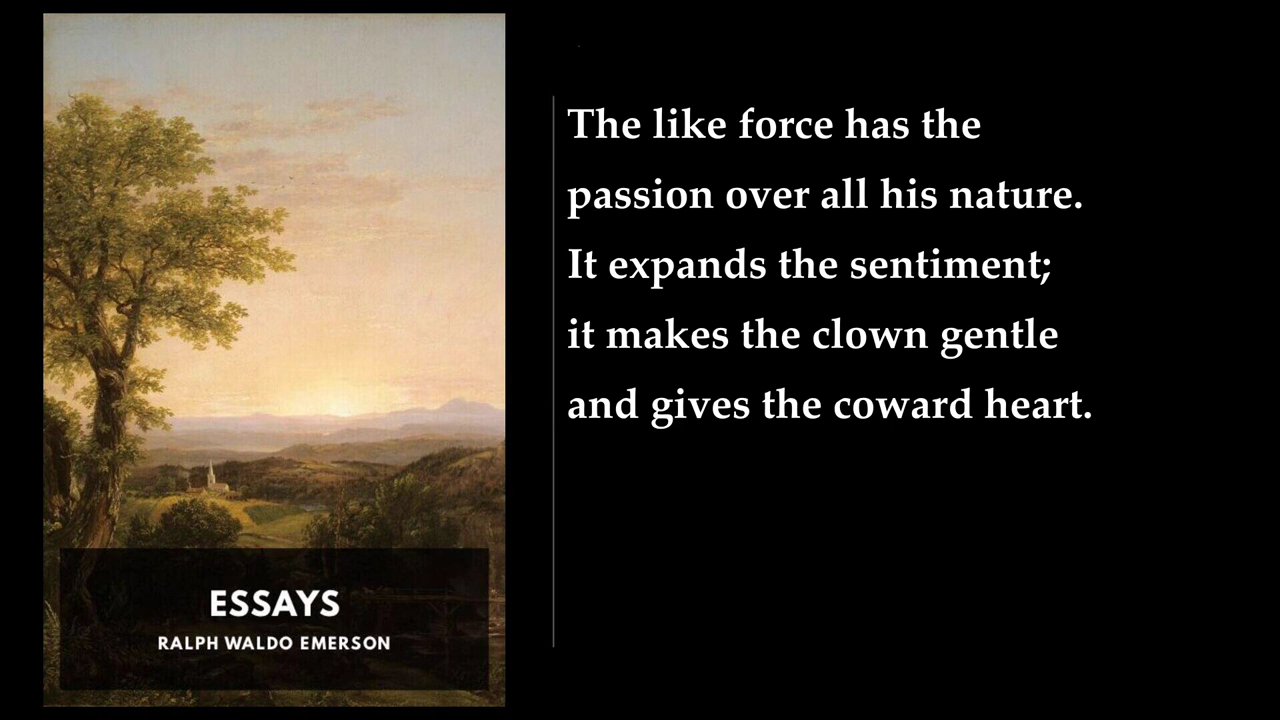 ESSAYS
RALPH WALDO EMERSON
The like force has the
passion over all his nature.
It expands the sentiment;
it makes the clown gentle
and gives the coward heart.